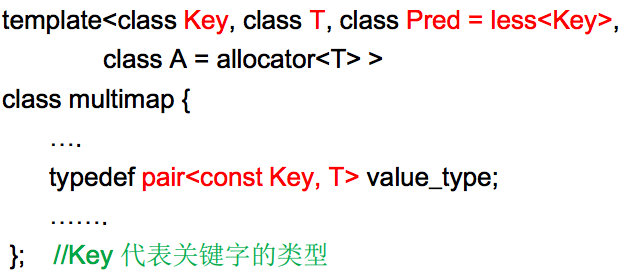 template<class Key, class T, class Pred = less<Key>,
class A = allocator<T> >
class multimap {
….
typedef pair<const Key, T> value_type;
…….
};    //Key 代表关键字的类型